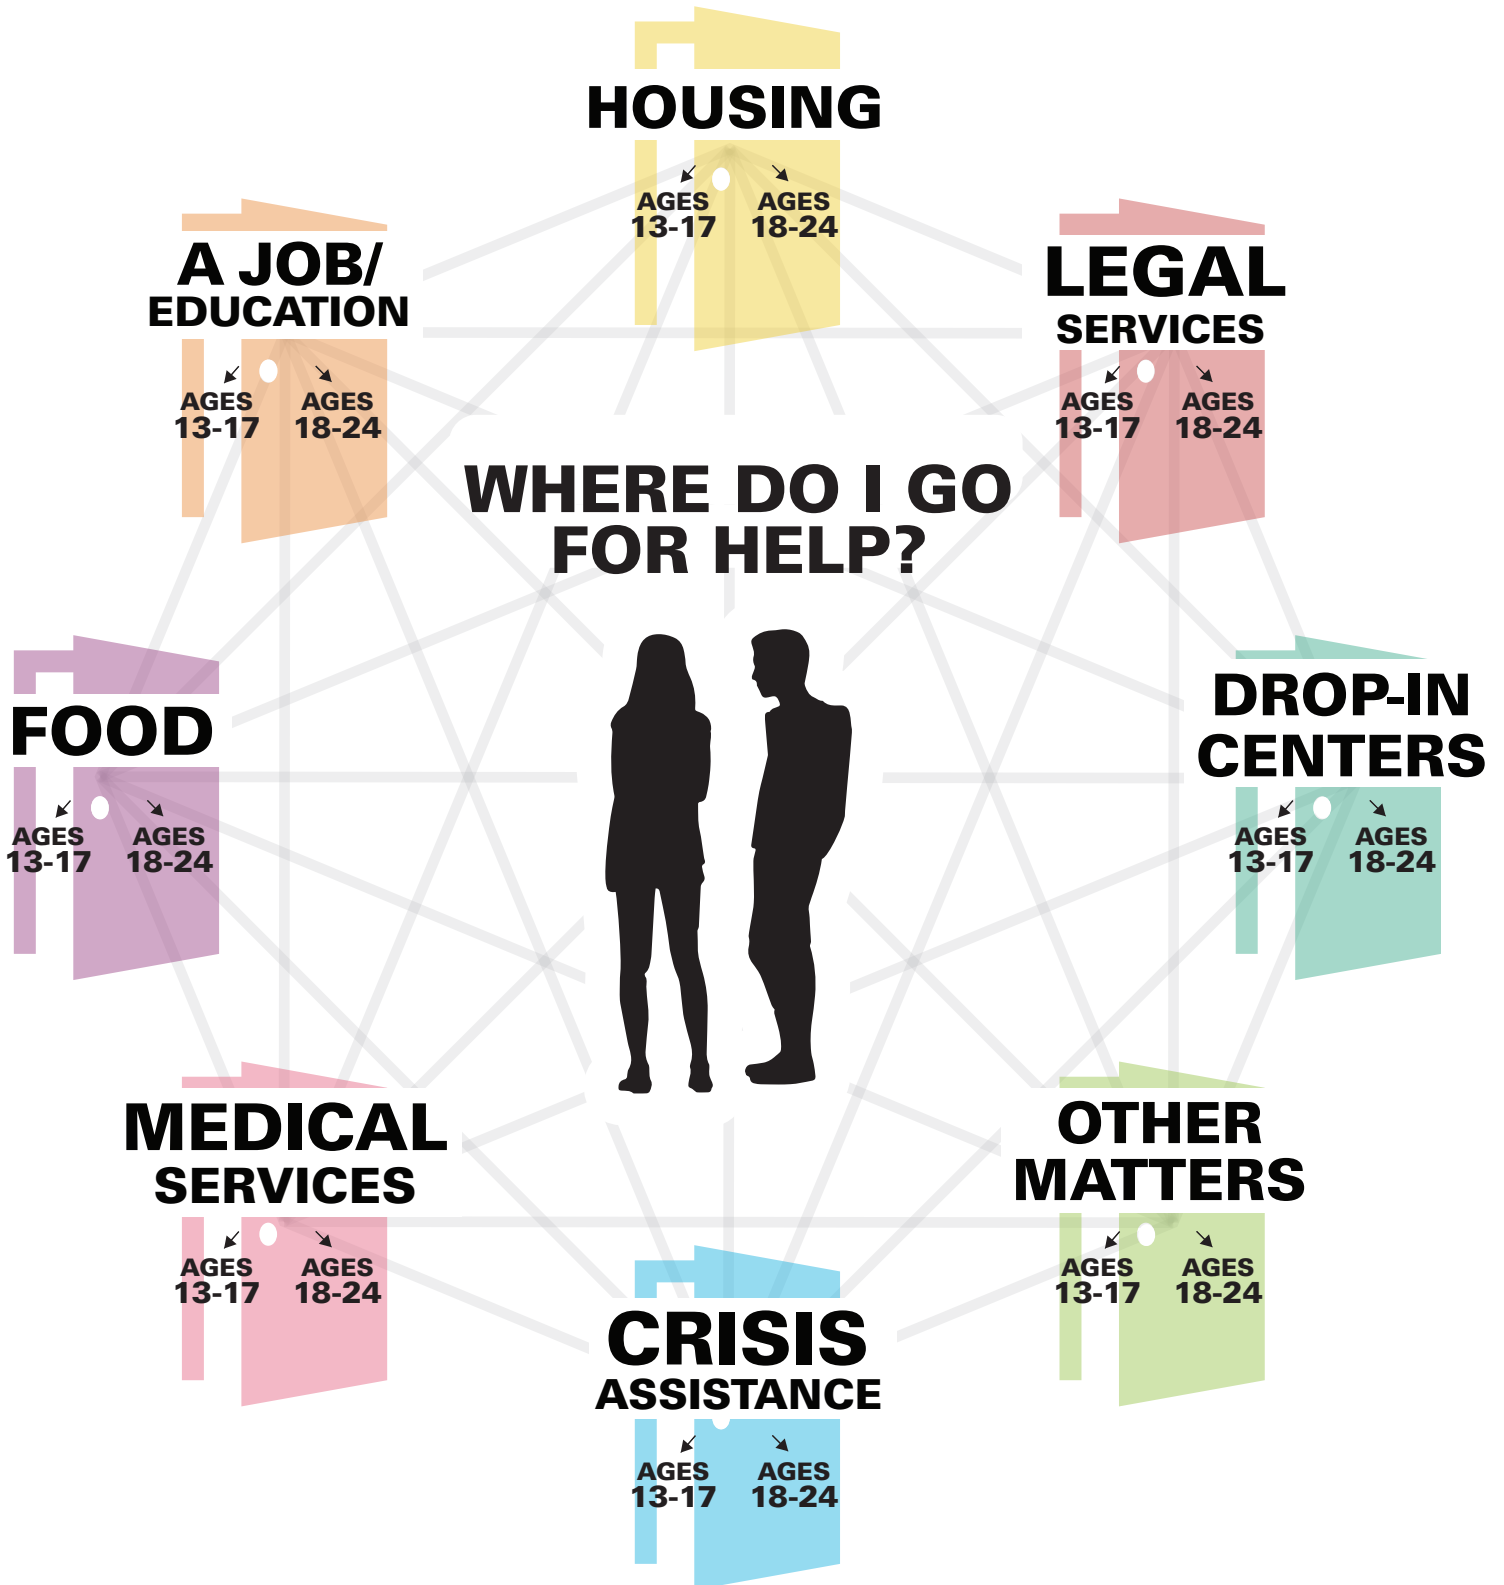 HOUSING
AGES AGES
13-17 18-24
A JOB/
EDUCATION
AGES AGES
13-17 18-24
LEGAL
SERVICES
AGES AGES
13-17 18-24
WHERE DO I GO
FOR HELP?
FOOD
AGES AGES
13-17 18-24
DROP-IN
CENTERS
AGES AGES
13-17 18-24
MEDICAL
SERVICES
AGES AGES
13-17 18-24
OTHER
MATTERS
AGES AGES
13-17 18-24
CRISIS
ASSISTANCE
AGES AGES
13-17 18-24